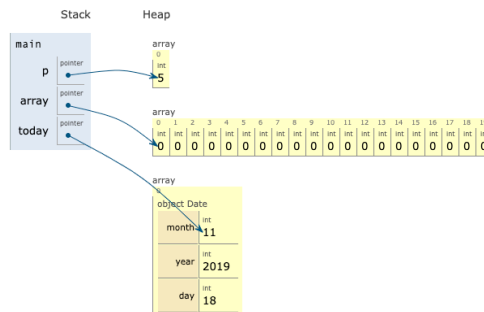 Stack Heap
main
array
0
p pointer int
5
array pointer
array
0 1 2 3 4 5 6 7 8 9 10 11 12 13 14 15 16 17 18
int int int int int int int int int int int int int int int int int int int
0 0 0 0 0 0 0 0 0 0 0 0 0 0 0 0 0 0 0
today pointer
array
0
object Date
month int
11
year int
2019
day int
18